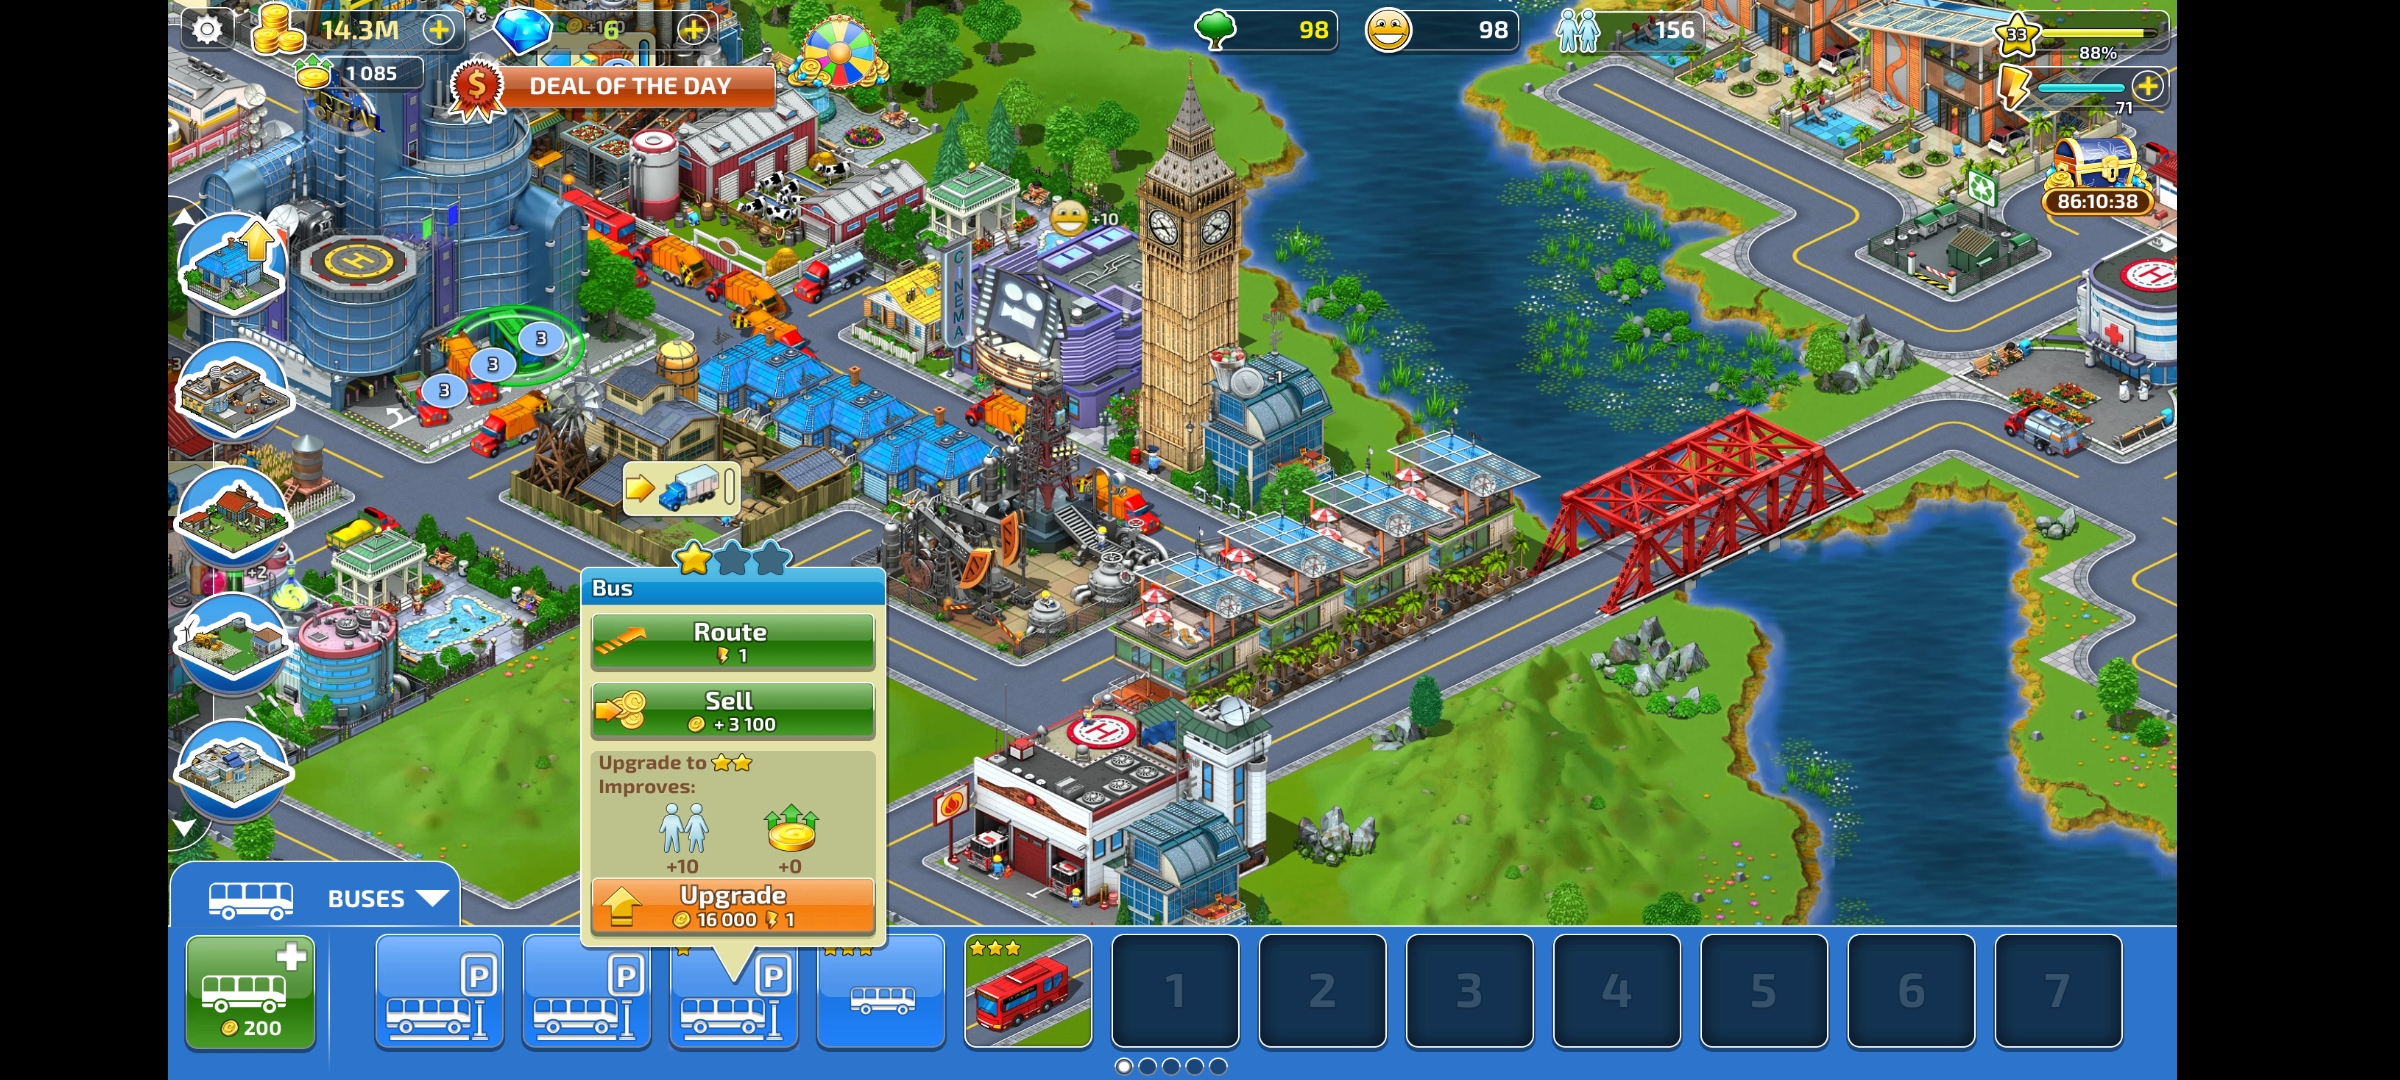 14.3M
6
98
98
156
33
88%
1 085
DEAL OF THE DAY
71
86:10:38
+10
CINEMA
3
3
3
-1
+2
Bus
Route
1
Sell
+ 3 100
Upgrade to
Improves:
+10
+0
Upgrade
16 000 1
BUSES
200
P
P
P
1
2
3
4
5
6
7
H
H
H